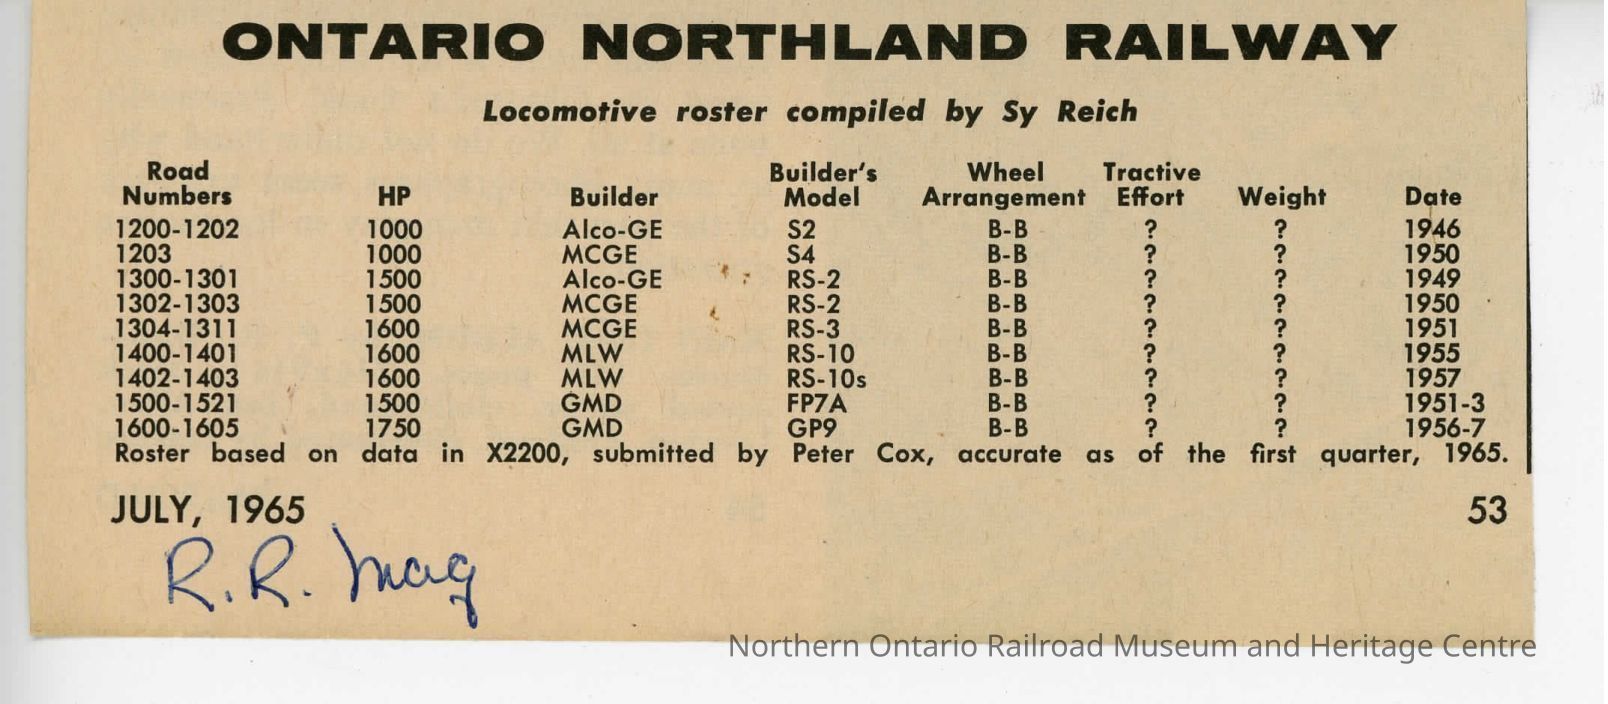 ONTARIO NORTHLAND RAILWAY
Locomotive roster compiled by Sy Reich
Road Numbers HP Builder Builder's Model Wheel Arrangement Tractive Effort Weight Date
1200-1202 1000 Alco-GE S2 B-B ? ? 1946
1203 1000 MCGE S4 B-B ? ? 1950
1300-1301 1500 Alco-GE RS-2 B-B ? ? 1949
1302-1303 1500 MCGE RS-2 B-B ? ? 1950
1304-1311 1600 MCGE RS-3 B-B ? ? 1951
1400-1401 1600 MLW RS-10 B-B ? ? 1955
1402-1403 1600 MLW RS-10s B-B ? ? 1957
1500-1521 1500 GMD FP7A B-B ? ? 1951-3
1600-1605 1750 GMD GP9 B-B ? ? 1956-7
Roster based on data in X2200, submitted by Peter Cox, accurate as of the first quarter, 1965.
JULY, 1965 53
R.R. Mag
Northern Ontario Railroad Museum and Heritage Centre